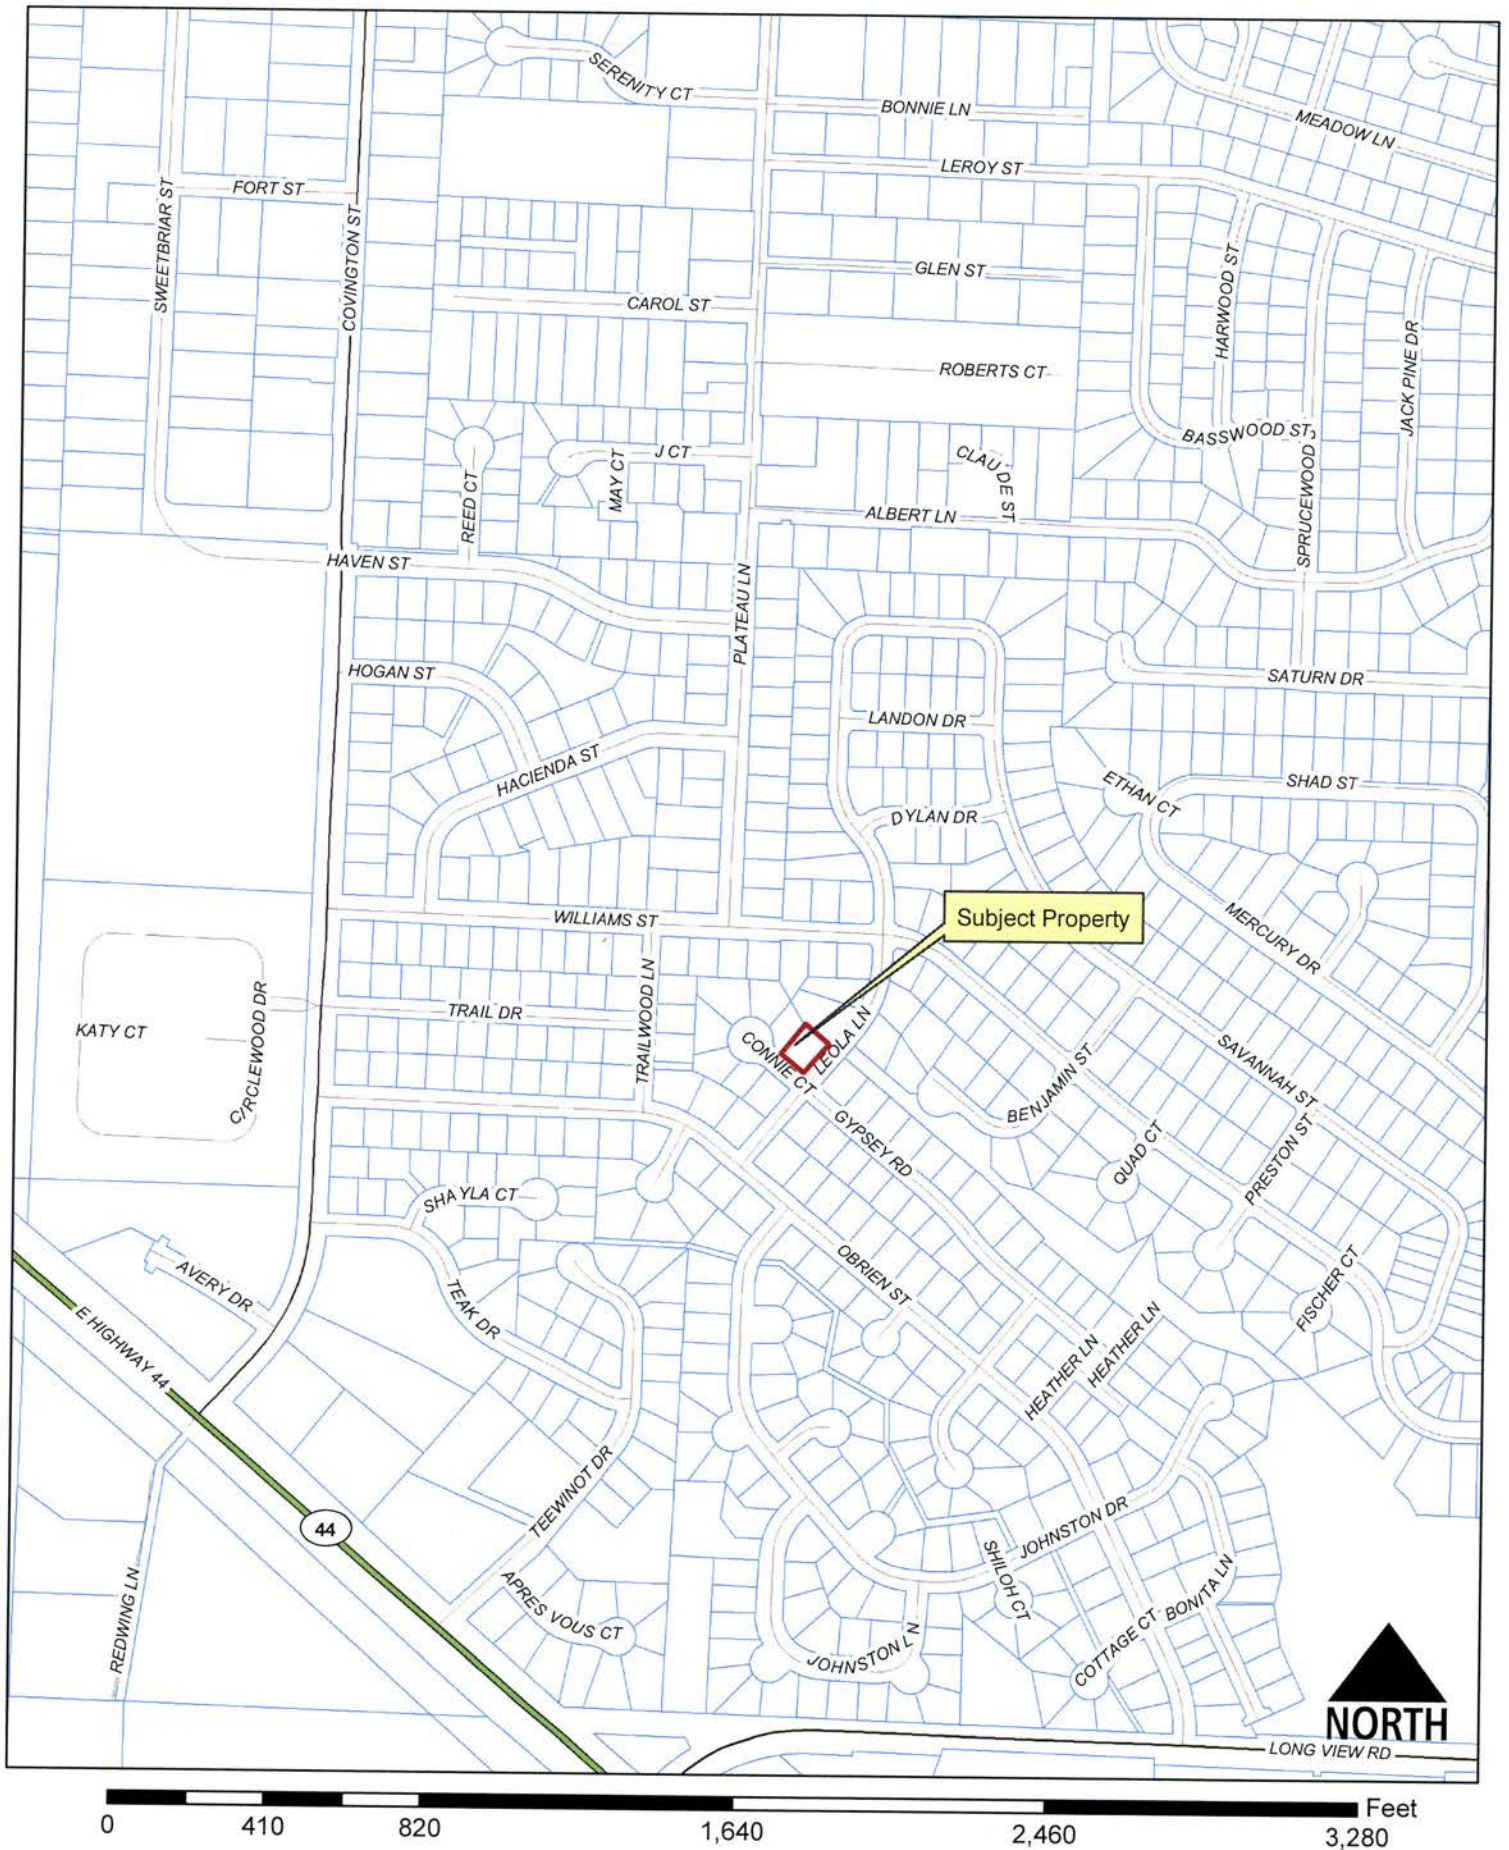 SERENITY CT
BONNIE LN
MEADOW LN
LEROY ST
FORT ST
SWEETBRIAR ST
COVINGTON ST
GLEN ST
HARWOOD ST
CAROL ST
JACK PINE DR
ROBERTS CT
BASSWOOD ST
J CT
MAY CT
REED CT
CLAUDE ST
SPRUCEWOOD S
ALBERT LN
HAVEN ST
PLATEAU LN
HOGAN ST
SATURN DR
LANDON DR
HACIENDA ST
ETHAN CT
SHAD ST
DYLAN DR
WILLIAMS ST
Subject Property
MERCURY DR
TRAILWOOD LN
TRAIL DR
KATY CT
CIRCLEWOOD DR
CONNIE CT
LEOLA LN
SAVANNAH ST
BENJAMIN ST
GYPSEY RD
QUAD CT
PRESTON ST
SHAYLA CT
AVERY DR
TEAK DR
OBRIEN ST
FISCHER CT
E HIGHWAY 44
HEATHER LN
HEATHER LN
44
TEEWINOT DR
JOHNSTON DR
SHILOH CT
REDWING LN
APRES VOUS CT
BONITA LN
COTTAGE CT
JOHNSTON LN
NORTH
LONG VIEW RD
0 410 820 1,640 2,460 3,280 Feet